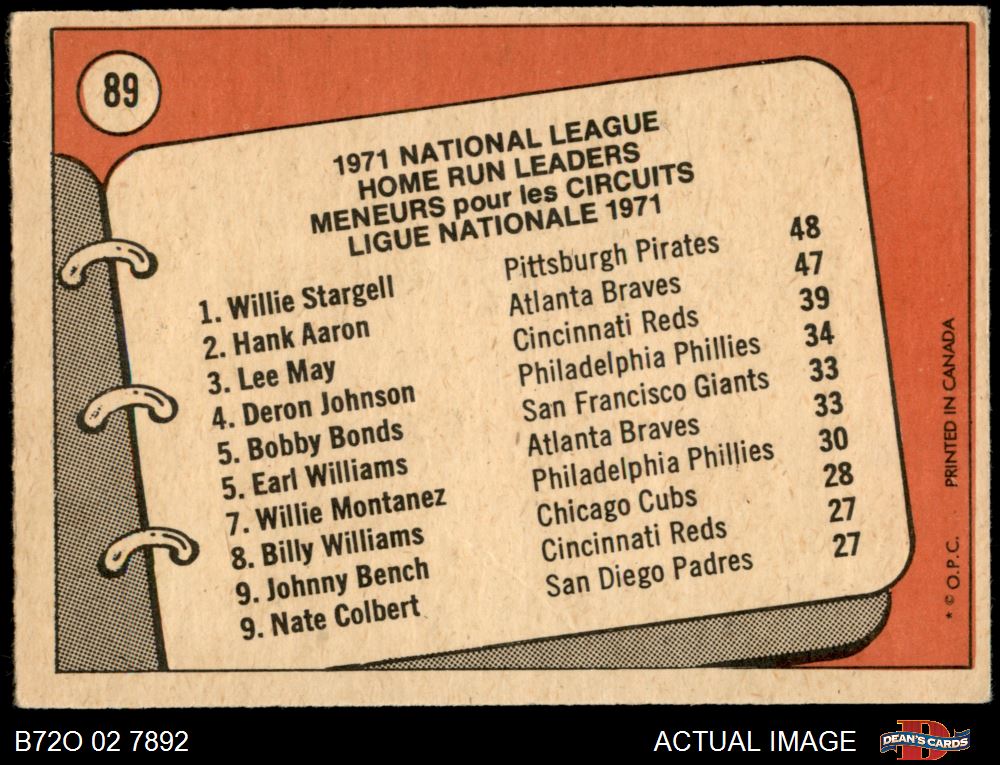 89
1971 NATIONAL LEAGUE
HOME RUN LEADERS
MENEURS pour les CIRCUITS
LIGUE NATIONALE 1971
1. Willie Stargell Pittsburgh Pirates 48
2. Hank Aaron Atlanta Braves 47
3. Lee May Cincinnati Reds 39
4. Deron Johnson Philadelphia Phillies 34
5. Bobby Bonds San Francisco Giants 33
5. Earl Williams Atlanta Braves 33
7. Willie Montanez Philadelphia Phillies 30
8. Billy Williams Chicago Cubs 28
9. Johnny Bench Cincinnati Reds 27
9. Nate Colbert San Diego Padres 27
* © O.P.C. PRINTED IN CANADA
B72O 02 7892
ACTUAL IMAGE
DEAN'S CARDS